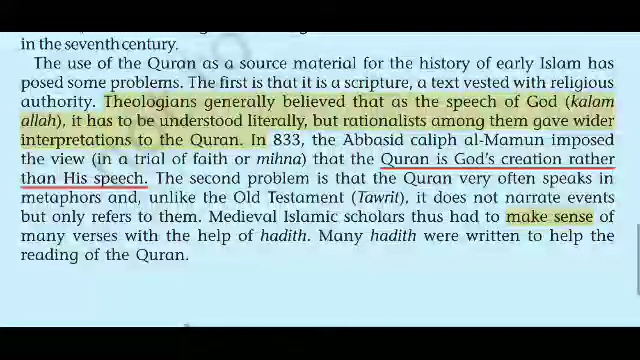 in the seventh century.
The use of the Quran as a source material for the history of early Islam has
posed some problems. The first is that it is a scripture, a text vested with religious
authority. Theologians generally believed that as the speech of God (kalam
allah), it has to be understood literally, but rationalists among them gave wider
interpretations to the Quran. In 833, the Abbasid caliph al-Mamun imposed
the view (in a trial of faith or mihna) that the Quran is God's creation rather
than His speech. The second problem is that the Quran very often speaks in
metaphors and, unlike the Old Testament (Tawrit), it does not narrate events
but only refers to them. Medieval Islamic scholars thus had to make sense of
many verses with the help of hadith. Many hadith were written to help the
reading of the Quran.